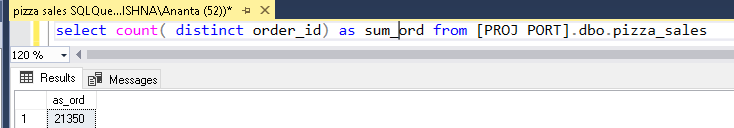 pizza sales SQLQue...ISHNA\Ananta (52))*
select count( distinct order_id) as sum_ord from [PROJ PORT].dbo.pizza_sales
120 %
Results Messages
as_ord
1 21350